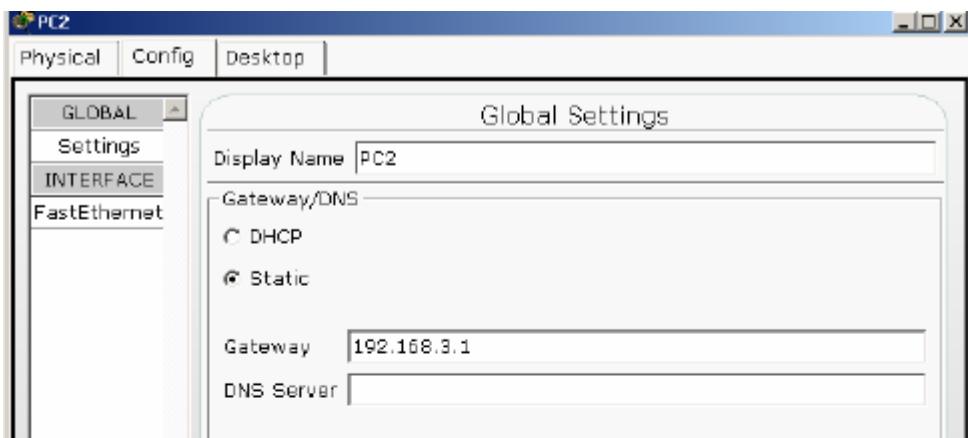 PC2
Physical Config Desktop
GLOBAL
Settings
INTERFACE
FastEthernet
Global Settings
Display Name PC2
Gateway/DNS
DHCP
Static
Gateway 192.168.3.1
DNS Server